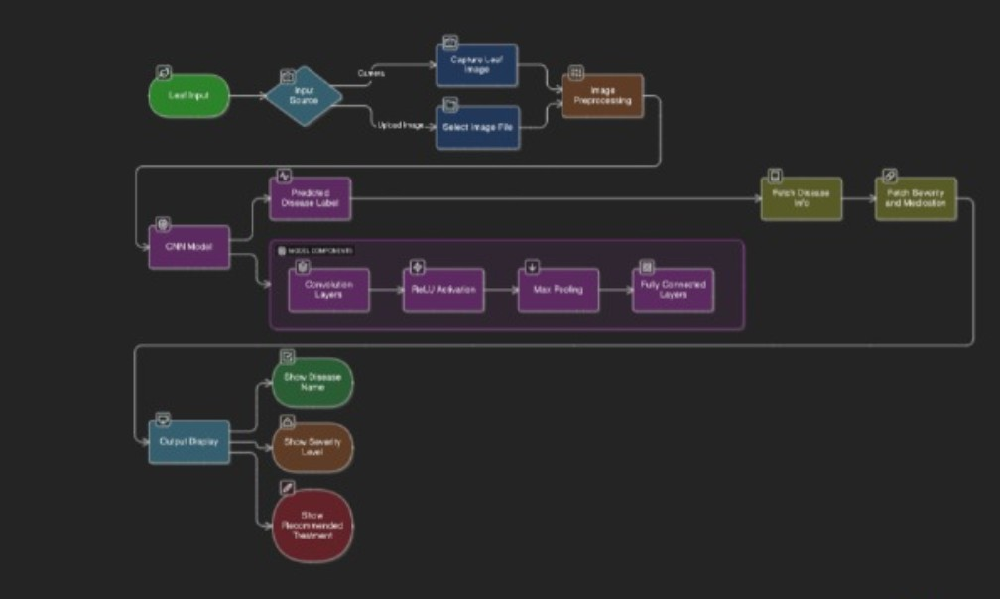 Leaf Input
Input
Source
Camera
Upload Image
Capture Leaf
Image
Select Image File
Image
Preprocessing
CNN Model
Predicted
Disease Label
Fetch Disease
Info
Fetch Severity
and Medication
MODEL COMPONENTS
Convolution
Layers
ReLU Activation
Max Pooling
Fully Connected
Layers
Output Display
Show Disease
Name
Show Severity
Level
Show
Recommended
Treatment